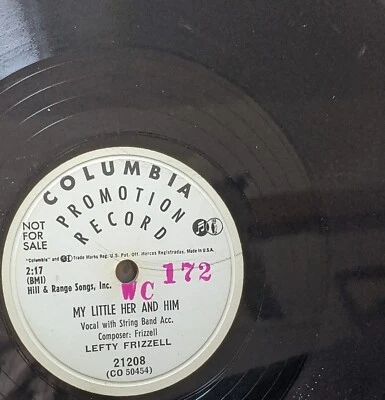 COLUMBIA
PROMOTION
RECORD
NOT
FOR
SALE
"Columbia" and Trade Marks Reg. U.S. Pat. Off. Marcas Registradas. Made in U.S.A.
2:17
(BMI)
Hill & Range Songs, Inc.
WC 172
MY LITTLE HER AND HIM
Vocal with String Band Acc.
Composer: Frizzell
LEFTY FRIZZELL
21208
(CO 50454)